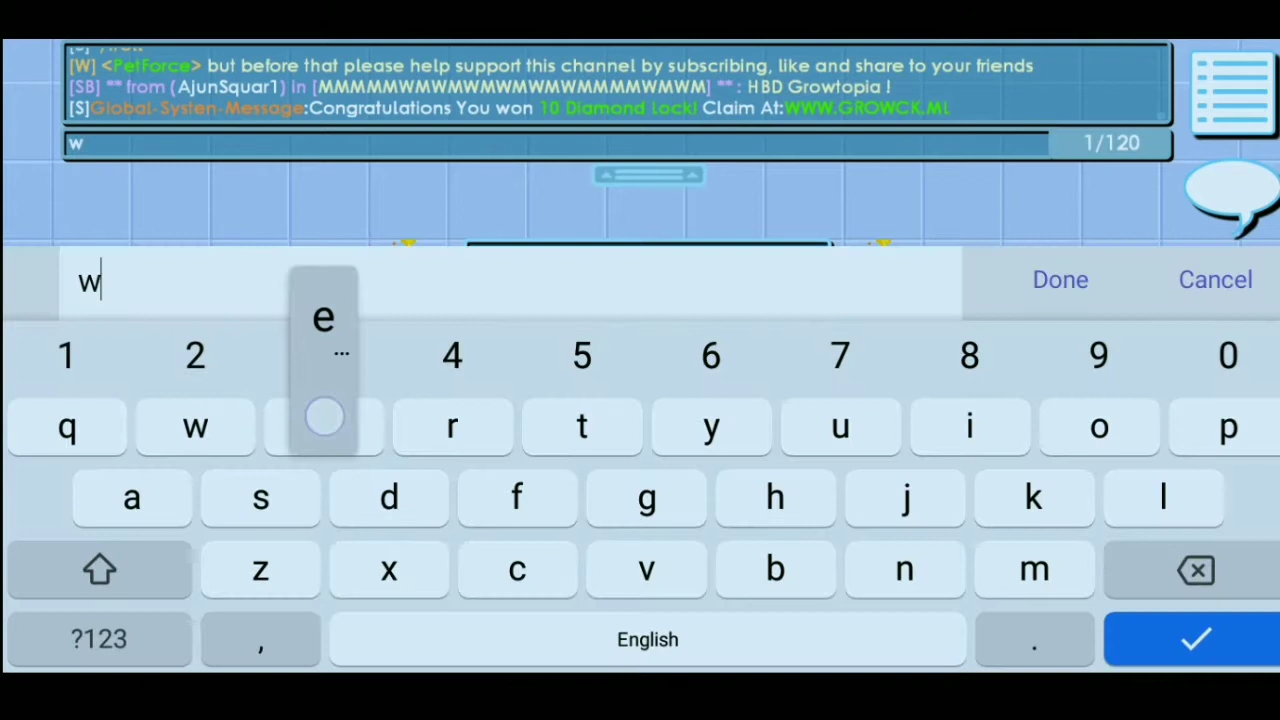 [W] <PetForce> but before that please help support this channel by subscribing, like and share to your friends
[SB] ** from (AjunSquar1) in [MMMMMWMWMWMWMWMMMWMWM] ** : HBD Growtopia !
[S]Global-Systen-Message:Congratulations You won 10 Diamond Lock! Claim At:WWW.GROWCK.ML
w 1/120
w Done Cancel
e
...
1 2 4 5 6 7 8 9 0
q w r t y u i o p
a s d f g h j k l
z x c v b n m
?123 , English .